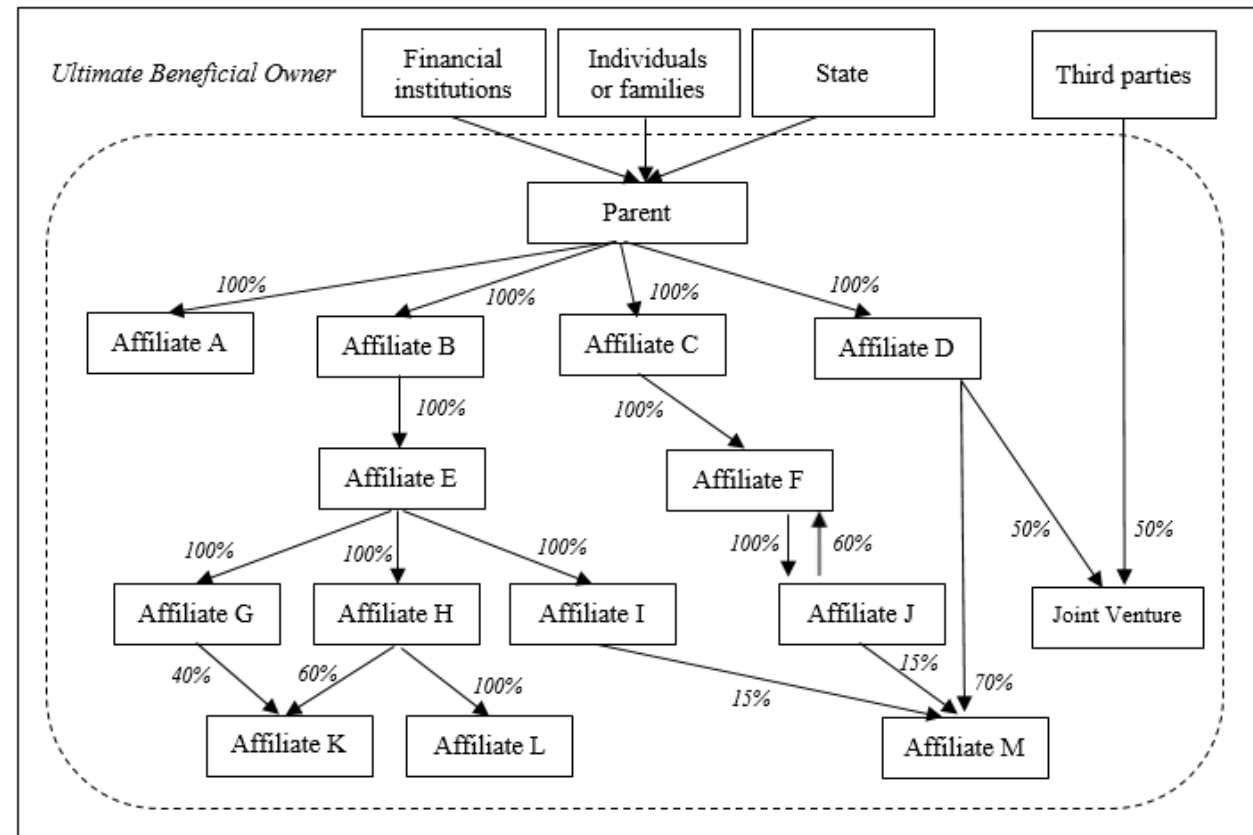 Ultimate Beneficial Owner
Financial
institutions
Individuals
or families
State
Third parties
Parent
100%
100%
100%
100%
Affiliate A
Affiliate B
Affiliate C
Affiliate D
100%
100%
Affiliate E
Affiliate F
100%
100%
100%
100%
60%
50%
50%
Affiliate G
Affiliate H
Affiliate I
Affiliate J
Joint Venture
40%
60%
100%
15%
15%
70%
Affiliate K
Affiliate L
Affiliate M